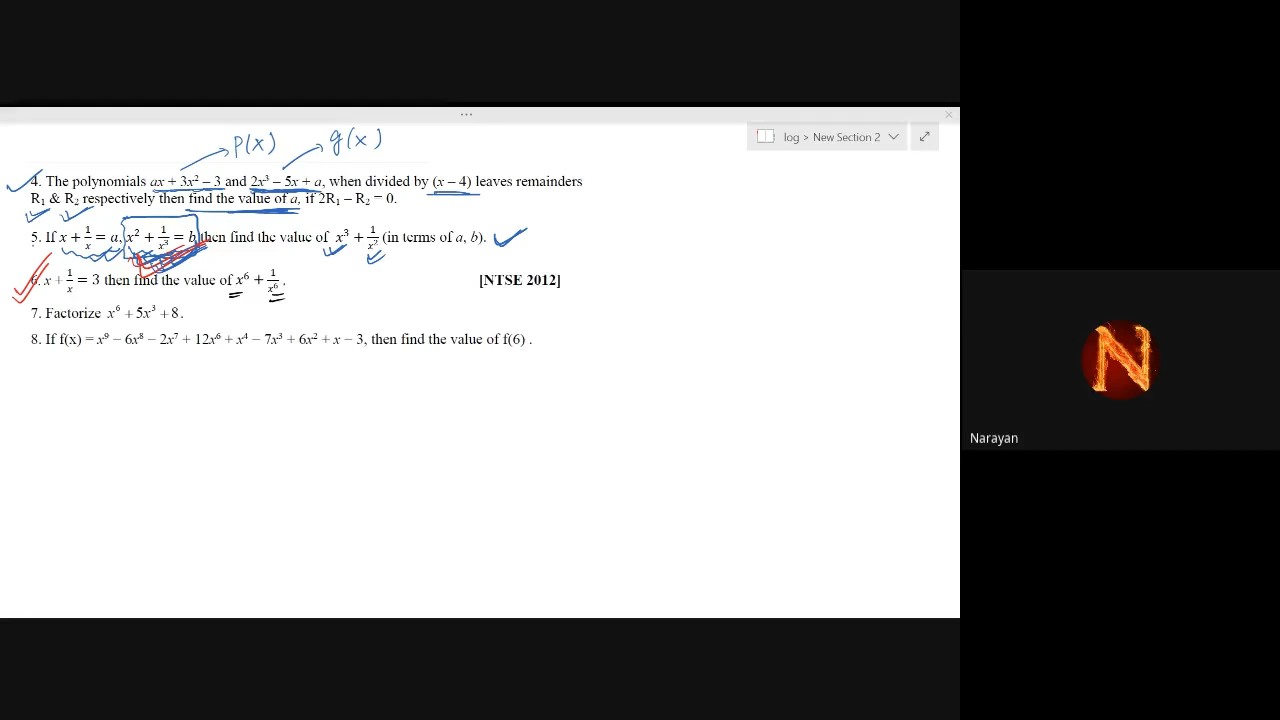 ...
log > New Section 2
P(x) g(x)
4. The polynomials ax + 3x² – 3 and 2x³ – 5x + a, when divided by (x – 4) leaves remainders
R₁ & R₂ respectively then find the value of a, if 2R₁ – R₂ = 0.
5. If x + 1/x = a, x² + 1/x³ = b then find the value of x³ + 1/x² (in terms of a, b).
6. x + 1/x = 3 then find the value of x⁶ + 1/x⁶. [NTSE 2012]
7. Factorize x⁶ + 5x³ + 8.
8. If f(x) = x⁹ – 6x⁸ – 2x⁷ + 12x⁶ + x⁴ – 7x³ + 6x² + x – 3, then find the value of f(6) .
N
Narayan